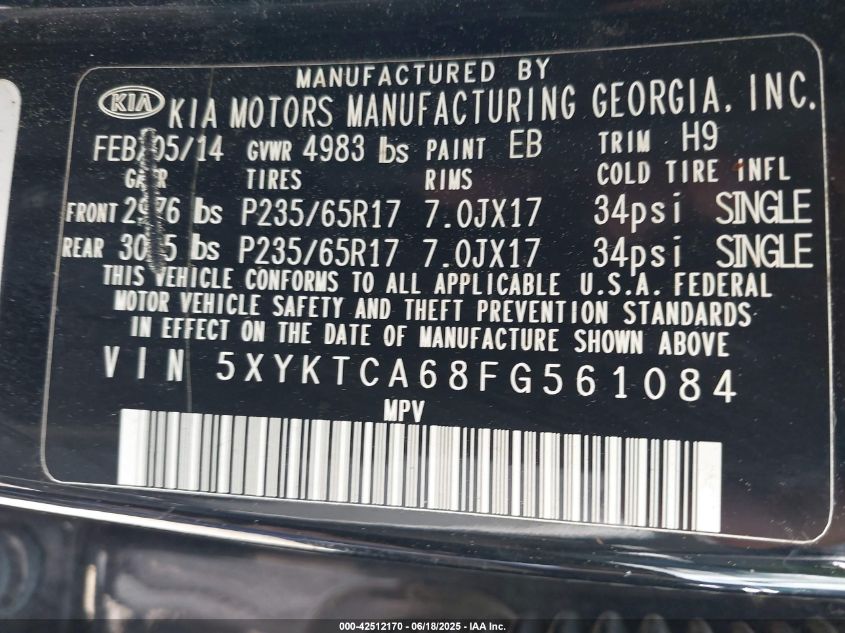 MANUFACTURED BY
KIA KIA MOTORS MANUFACTURING GEORGIA, INC.
FEB/05/14 GVWR 4983 lbs PAINT EB TRIM H9
TIRES RIMS COLD TIRE INFL
FRONT lbs P235/65R17 7.0JX17 34psi SINGLE
REAR lbs P235/65R17 7.0JX17 34psi SINGLE
THIS VEHICLE CONFORMS TO ALL APPLICABLE U.S.A. FEDERAL
MOTOR VEHICLE SAFETY AND THEFT PREVENTION STANDARDS
IN EFFECT ON THE DATE OF MANUFACTURE SHOWN ABOVE
VIN 5XYKTCA68FG561084
MPV
000-42512170 - 06/18/2025 - IAA Inc.